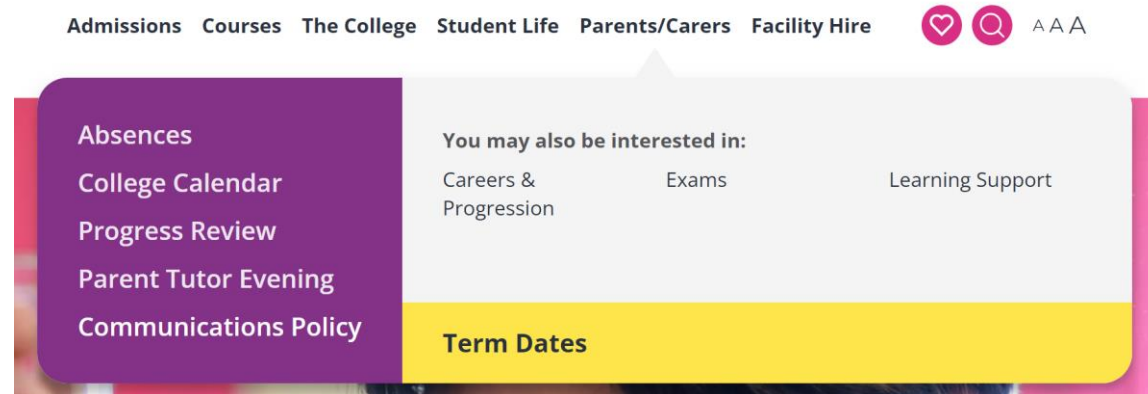 Admissions Courses The College Student Life Parents/Carers Facility Hire A A A
Absences
College Calendar
Progress Review
Parent Tutor Evening
Communications Policy
You may also be interested in:
Careers &
Progression
Exams
Learning Support
Term Dates